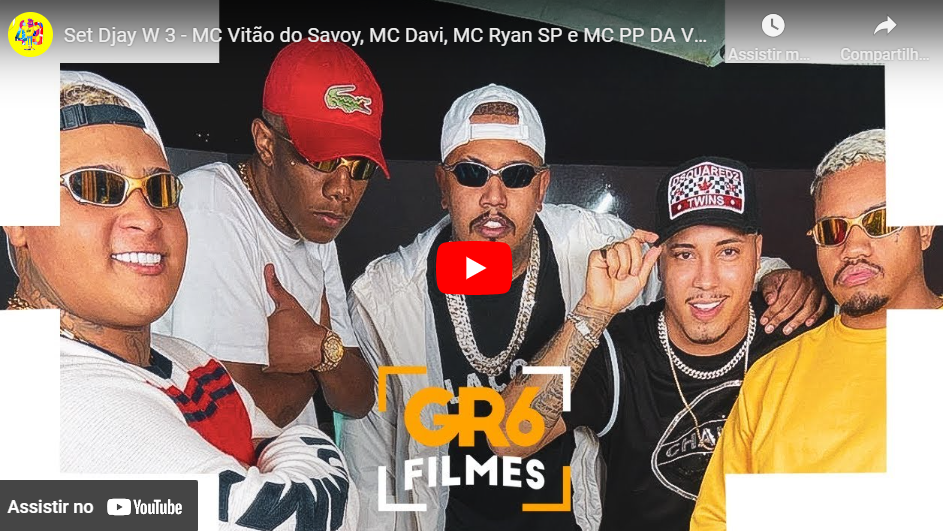 Set Djay W 3 - MC Vitão do Savoy, MC Davi, MC Ryan SP e MC PP DA V...
Assistir m...
Compartilh...
DSQUARED2
TWINS
GR6
FILMES
Assistir no YouTube